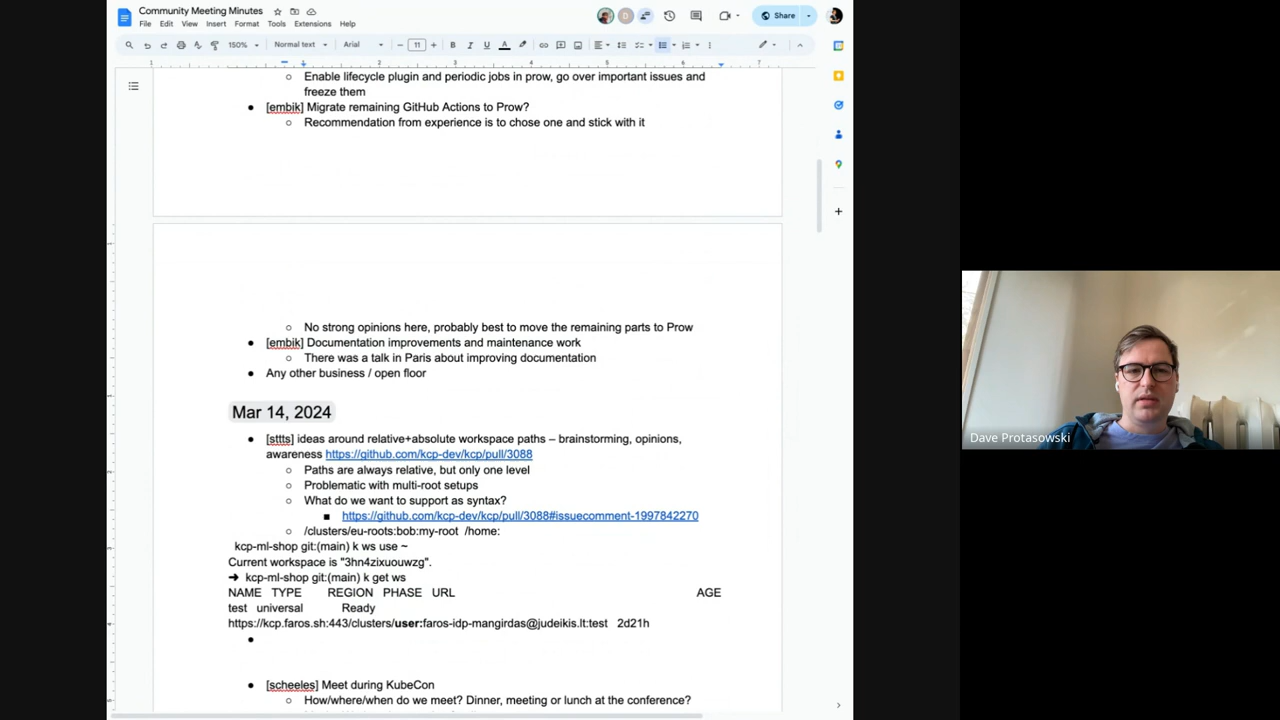 Community Meeting Minutes
File Edit View Insert Format Tools Extensions Help
D
Share
150% Normal text Arial 11 B I U A
1 1 2 3 4 5 6 7
Enable lifecycle plugin and periodic jobs in prow, go over important issues and
freeze them
[embik] Migrate remaining GitHub Actions to Prow?
Recommendation from experience is to chose one and stick with it
No strong opinions here, probably best to move the remaining parts to Prow
[embik] Documentation improvements and maintenance work
There was a talk in Paris about improving documentation
Any other business / open floor
Mar 14, 2024
[sttts] ideas around relative+absolute workspace paths – brainstorming, opinions,
awareness https://github.com/kcp-dev/kcp/pull/3088
Paths are always relative, but only one level
Problematic with multi-root setups
What do we want to support as syntax?
https://github.com/kcp-dev/kcp/pull/3088#issuecomment-1997842270
/clusters/eu-roots:bob:my-root /home:
kcp-ml-shop git:(main) k ws use ~
Current workspace is "3hn4zixuouwzg".
➜ kcp-ml-shop git:(main) k get ws
NAME TYPE REGION PHASE URL AGE
test universal Ready
https://kcp.faros.sh:443/clusters/user:faros-idp-mangirdas@judeikis.lt:test 2d21h
[scheeles] Meet during KubeCon
How/where/when do we meet? Dinner, meeting or lunch at the conference?
Dave Protasowski